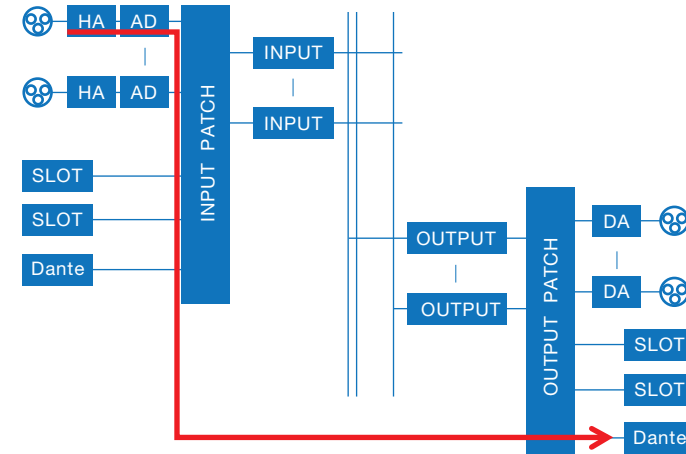 HA AD
INPUT
HA AD
INPUT
INPUT PATCH
SLOT
SLOT
Dante
OUTPUT
OUTPUT
OUTPUT PATCH
DA
DA
SLOT
SLOT
Dante